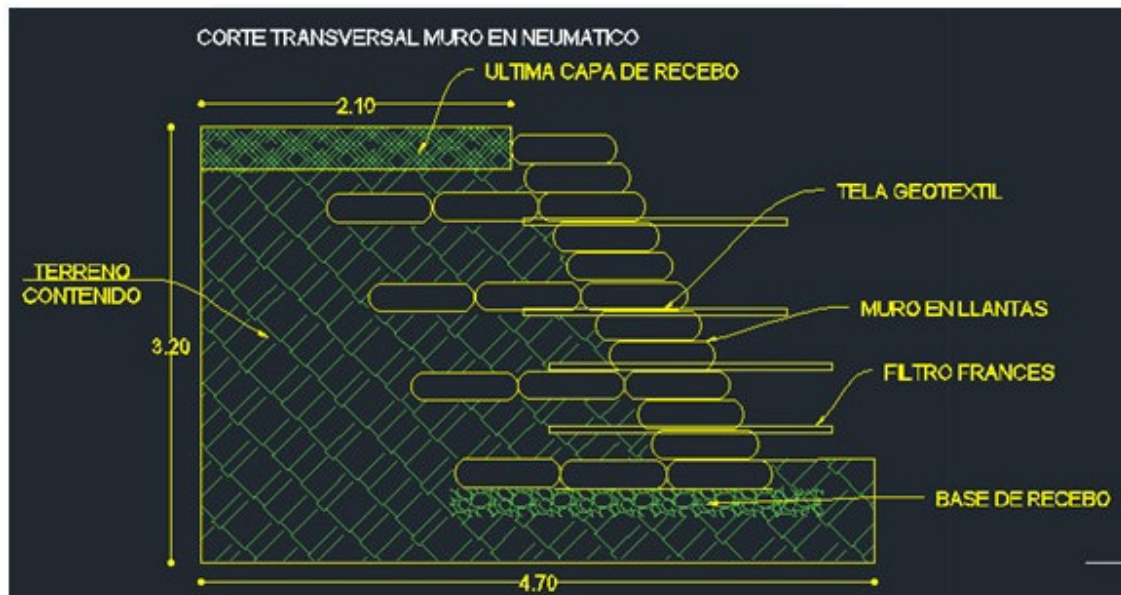 CORTE TRANSVERSAL MURO EN NEUMATICO
ULTIMA CAPA DE RECEBO
2.10
TELA GEOTEXTIL
TERRENO
CONTENIDO
MURO EN LLANTAS
3.20
FILTRO FRANCES
BASE DE RECEBO
4.70